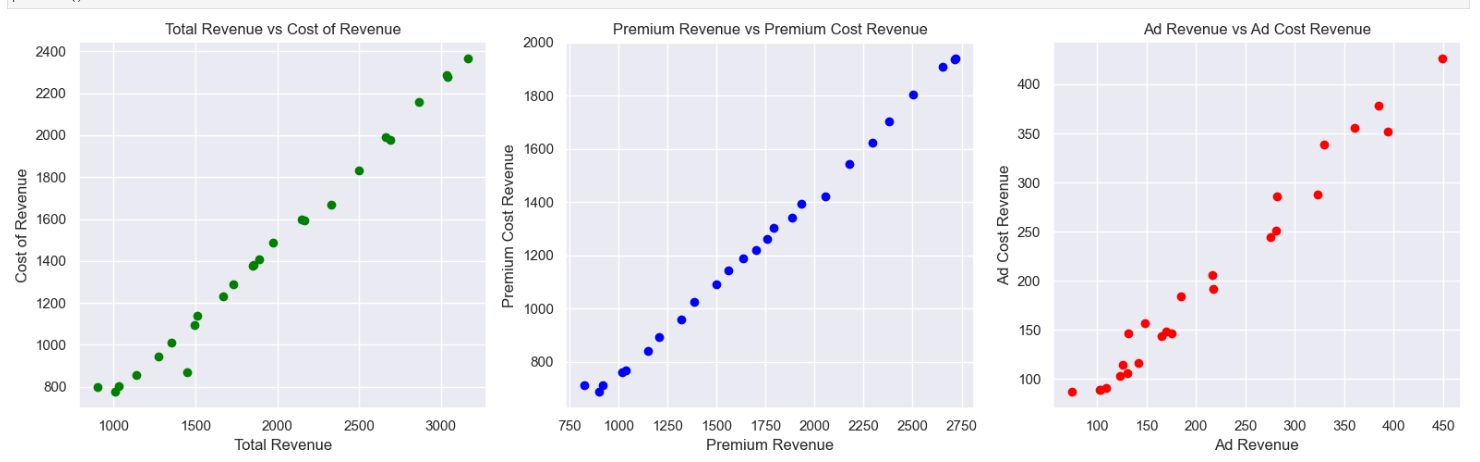 Total Revenue vs Cost of Revenue
2400
2200
2000
1800
1600
1400
1200
1000
800
Cost of Revenue
1000 1500 2000 2500 3000
Total Revenue
Premium Revenue vs Premium Cost Revenue
2000
1800
1600
1400
1200
1000
800
Premium Cost Revenue
750 1000 1250 1500 1750 2000 2250 2500 2750
Premium Revenue
Ad Revenue vs Ad Cost Revenue
400
350
300
250
200
150
100
Ad Cost Revenue
100 150 200 250 300 350 400 450
Ad Revenue